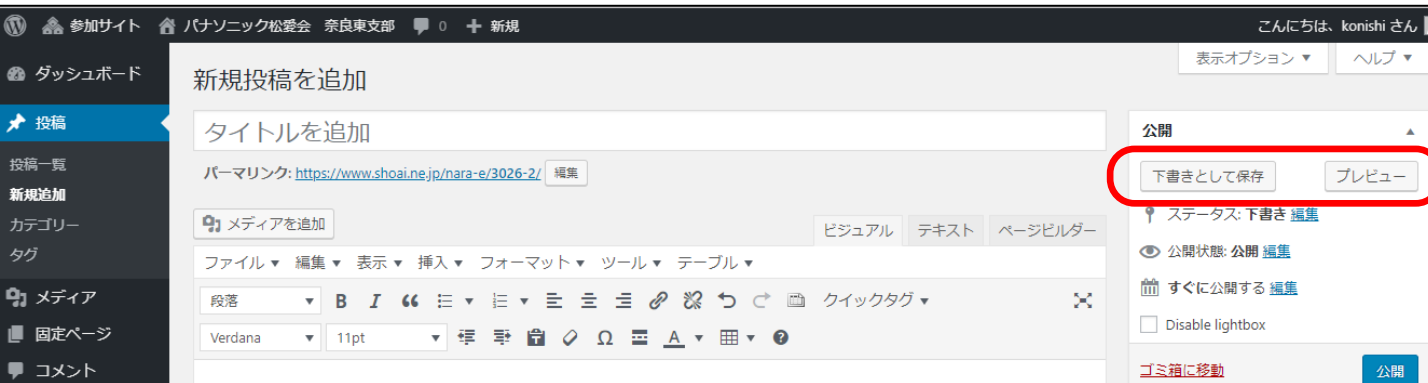 参加サイト パナソニック松愛会 奈良東支部 0 新規 こんにちは、konishi さん
表示オプション ▼ ヘルプ ▼
ダッシュボード
新規投稿を追加
投稿
投稿一覧
新規追加
カテゴリー
タグ
メディア
固定ページ
コメント
タイトルを追加
パーマリンク: https://www.shoai.ne.jp/nara-e/3026-2/ 編集
メディアを追加
ビジュアル テキスト ページビルダー
ファイル ▼ 編集 ▼ 表示 ▼ 挿入 ▼ フォーマット ▼ ツール ▼ テーブル ▼
段落 ▼ B I クイックタグ ▼
Verdana ▼ 11pt ▼ Ω A ▼
公開
下書きとして保存 プレビュー
ステータス: 下書き 編集
公開状態: 公開 編集
すぐに公開する 編集
Disable lightbox
ゴミ箱に移動 公開